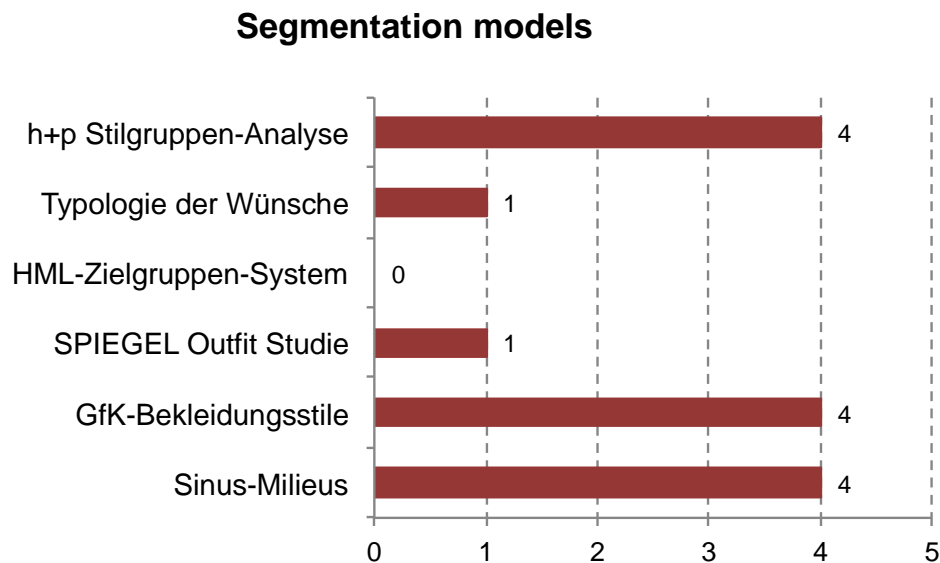 Segmentation models
h+p Stilgruppen-Analyse 4
Typologie der Wünsche 1
HML-Zielgruppen-System 0
SPIEGEL Outfit Studie 1
GfK-Bekleidungsstile 4
Sinus-Milieus 4
0 1 2 3 4 5